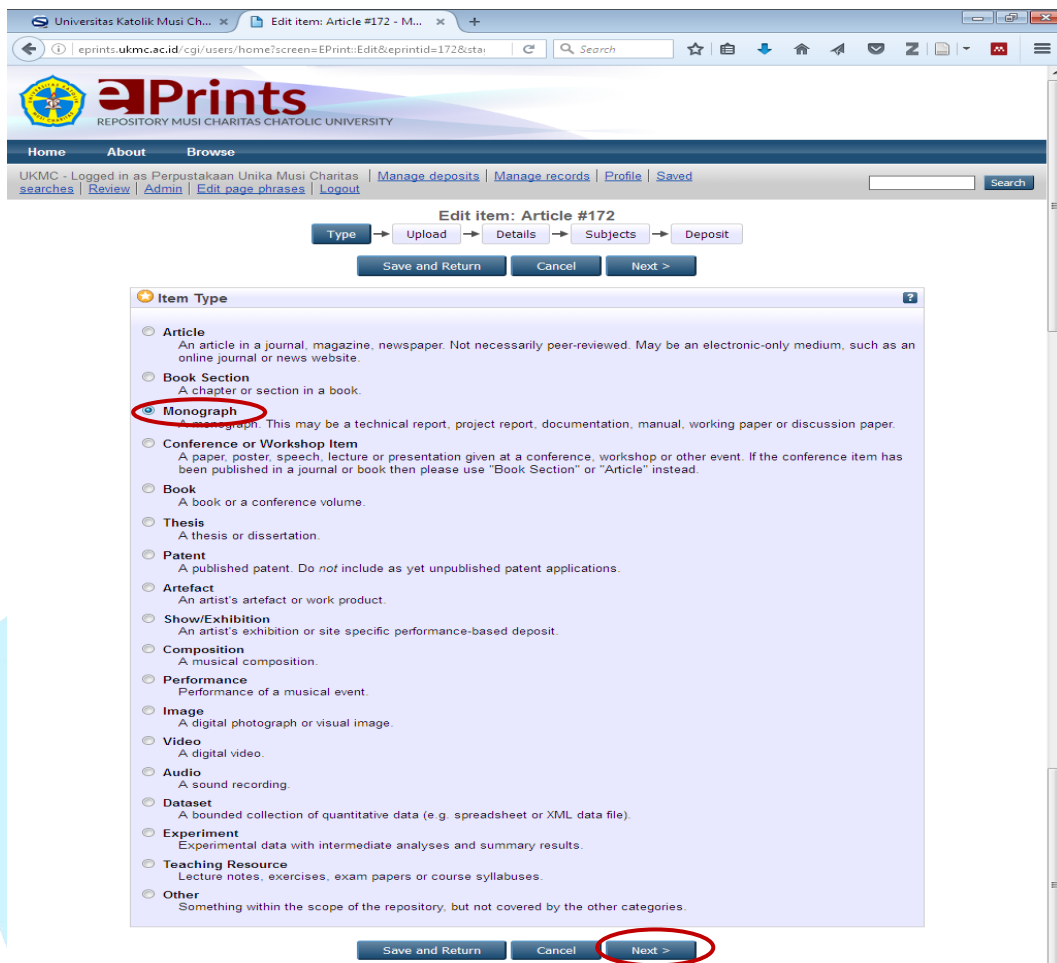 Universitas Katolik Musi Ch...
Edit item: Article #172 - M...
eprints.ukmc.ac.id/cgi/users/home?screen=EPrint::Edit&eprintid=172&sta
Search
ePrints
REPOSITORY MUSI CHARITAS CHATOLIC UNIVERSITY
Home About Browse
UKMC - Logged in as Perpustakaan Unika Musi Charitas | Manage deposits | Manage records | Profile | Saved
searches | Review | Admin | Edit page phrases | Logout
Search
Edit item: Article #172
Type Upload Details Subjects Deposit
Save and Return Cancel Next >
Item Type
?
Article
An article in a journal, magazine, newspaper. Not necessarily peer-reviewed. May be an electronic-only medium, such as an
online journal or news website.
Book Section
A chapter or section in a book.
Monograph
A monograph. This may be a technical report, project report, documentation, manual, working paper or discussion paper.
Conference or Workshop Item
A paper, poster, speech, lecture or presentation given at a conference, workshop or other event. If the conference item has
been published in a journal or book then please use "Book Section" or "Article" instead.
Book
A book or a conference volume.
Thesis
A thesis or dissertation.
Patent
A published patent. Do not include as yet unpublished patent applications.
Artefact
An artist's artefact or work product.
Show/Exhibition
An artist's exhibition or site specific performance-based deposit.
Composition
A musical composition.
Performance
Performance of a musical event.
Image
A digital photograph or visual image.
Video
A digital video.
Audio
A sound recording.
Dataset
A bounded collection of quantitative data (e.g. spreadsheet or XML data file).
Experiment
Experimental data with intermediate analyses and summary results.
Teaching Resource
Lecture notes, exercises, exam papers or course syllabuses.
Other
Something within the scope of the repository, but not covered by the other categories.
Save and Return Cancel Next >